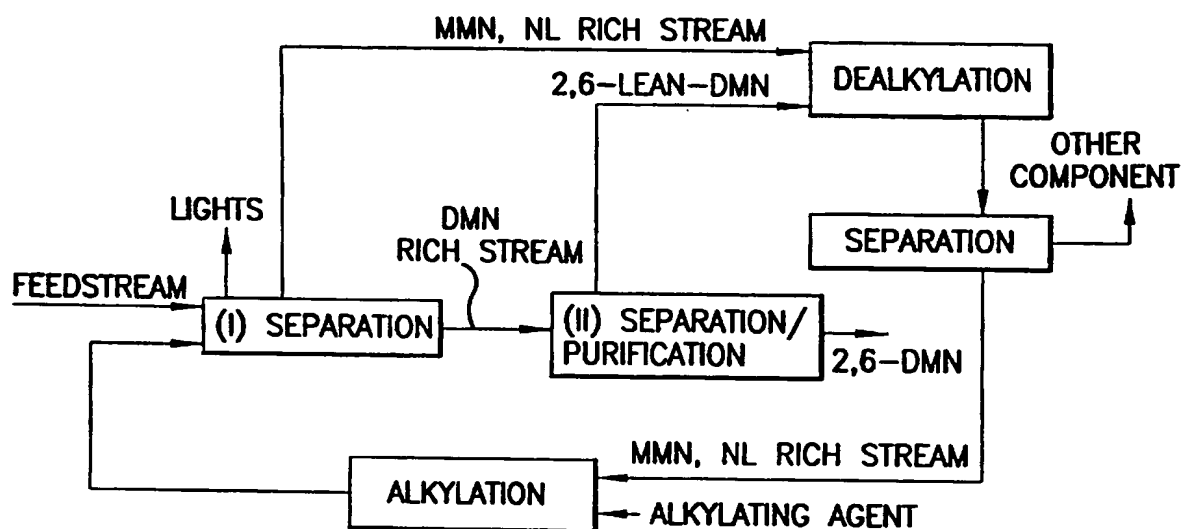 MMN, NL RICH STREAM
2,6-LEAN-DMN
DEALKYLATION
OTHER
COMPONENT
LIGHTS
DMN
RICH STREAM
SEPARATION
FEEDSTREAM
(I) SEPARATION
(II) SEPARATION/
PURIFICATION
2,6-DMN
MMN, NL RICH STREAM
ALKYLATION
ALKYLATING AGENT